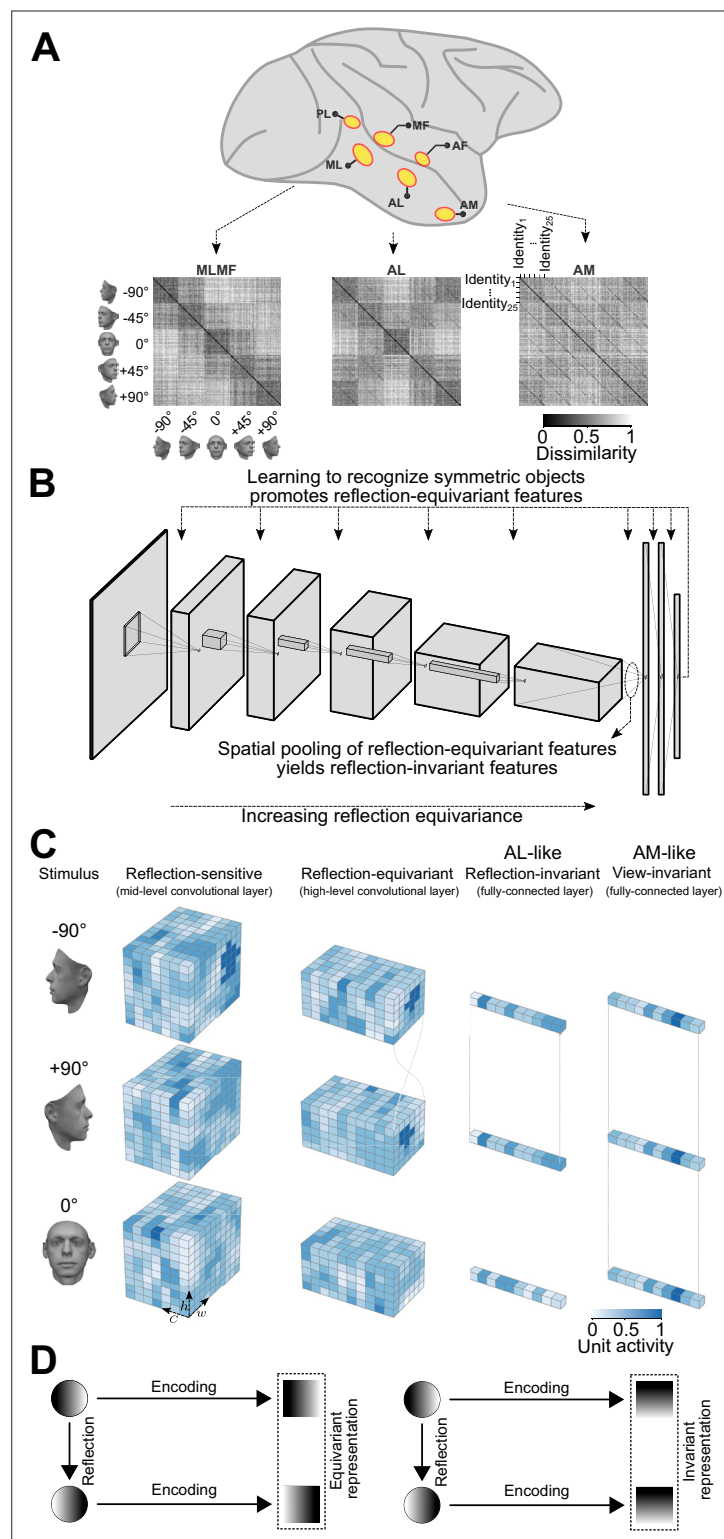 A
PL
MF
AF
ML
AL
AM
MLMF
AL
AM
Identity1
Identity25
Identity1
Identity25
-90°
-45°
0°
+45°
+90°
-90°
-45°
0°
+45°
+90°
0
0.5
1
Dissimilarity
B
Learning to recognize symmetric objects
promotes reflection-equivariant features
Spatial pooling of reflection-equivariant features
yields reflection-invariant features
Increasing reflection equivariance
C
Stimulus
Reflection-sensitive
(mid-level convolutional layer)
Reflection-equivariant
(high-level convolutional layer)
AL-like
Reflection-invariant
(fully-connected layer)
AM-like
View-invariant
(fully-connected layer)
-90°
+90°
0°
h
c
w
0
0.5
1
Unit activity
D
Encoding
Reflection
Encoding
Equivariant
representation
Encoding
Reflection
Encoding
Invariant
representation